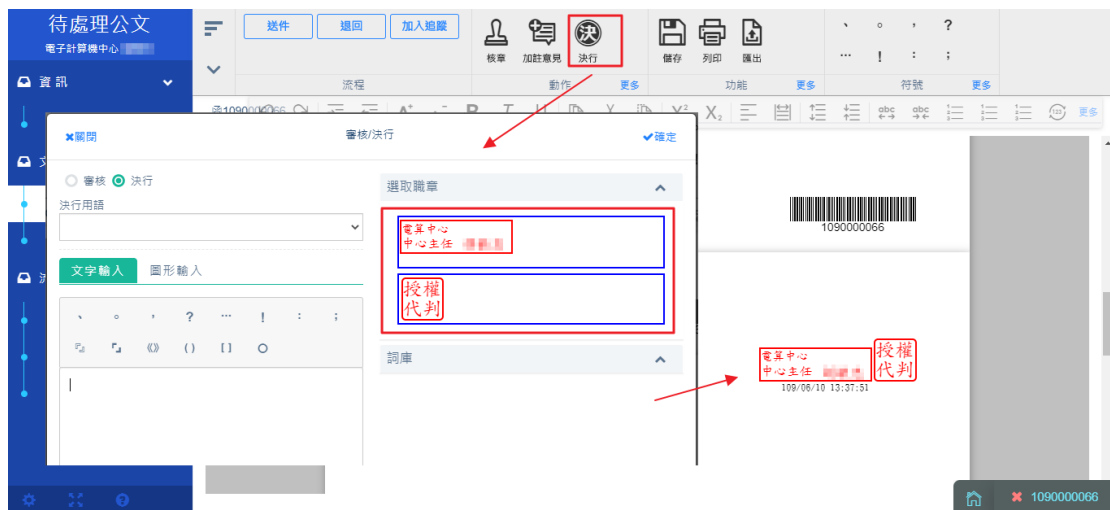 待處理公文
電子計算機中心
資訊
送件
退回
加入追蹤
流程
核章
加註意見
決
決行
動作
更多
儲存
列印
匯出
功能
更多
、 。 , ?
… ! : ;
符號
更多
更多
關閉
審核/決行
確定
審核
決行
決行用語
文字輸入
圖形輸入
、 。 , ? … ! : ;
『』 「」 《》 () [] ○
選取職章
電算中心
中心主任
授權
代判
詞庫
1090000066
電算中心
中心主任
授權
代判
109/06/10 13:37:51
1090000066